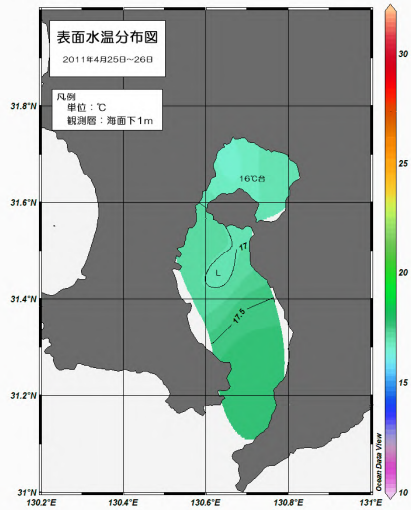 表面水温分布図
2011年4月25日〜26日
凡例
単位：℃
観測層：海面下1m
31.8°N
31.6°N
31.4°N
31.2°N
31°N
130.2°E
130.4°E
130.6°E
130.8°E
131°E
16℃台
17
L
17.5
30
25
20
15
10
Ocean Data View